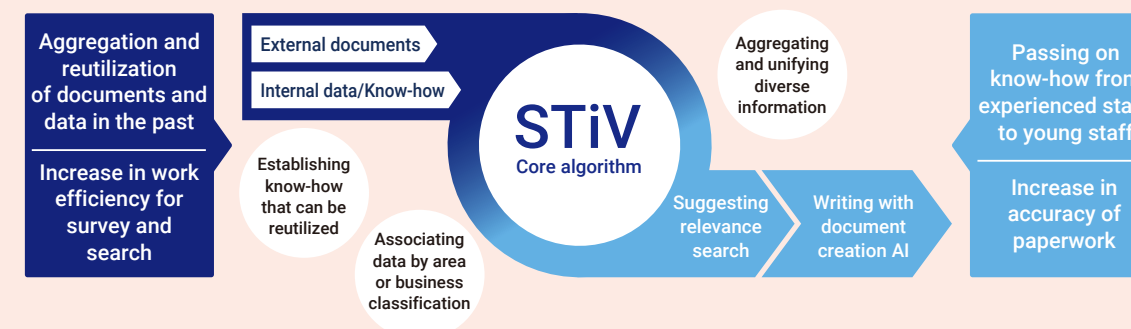 Aggregation and
reutilization
of documents and
data in the past
Increase in work
efficiency for
survey and
search
External documents
Internal data/Know-how
Establishing
know-how
that can be
reutilized
Associating
data by area
or business
classification
STiV
Core algorithm
Aggregating
and unifying
diverse
information
Suggesting
relevance
search
Writing with
document
creation AI
Passing on
know-how from
experienced
to young staff
Increase in
accuracy of
paperwork